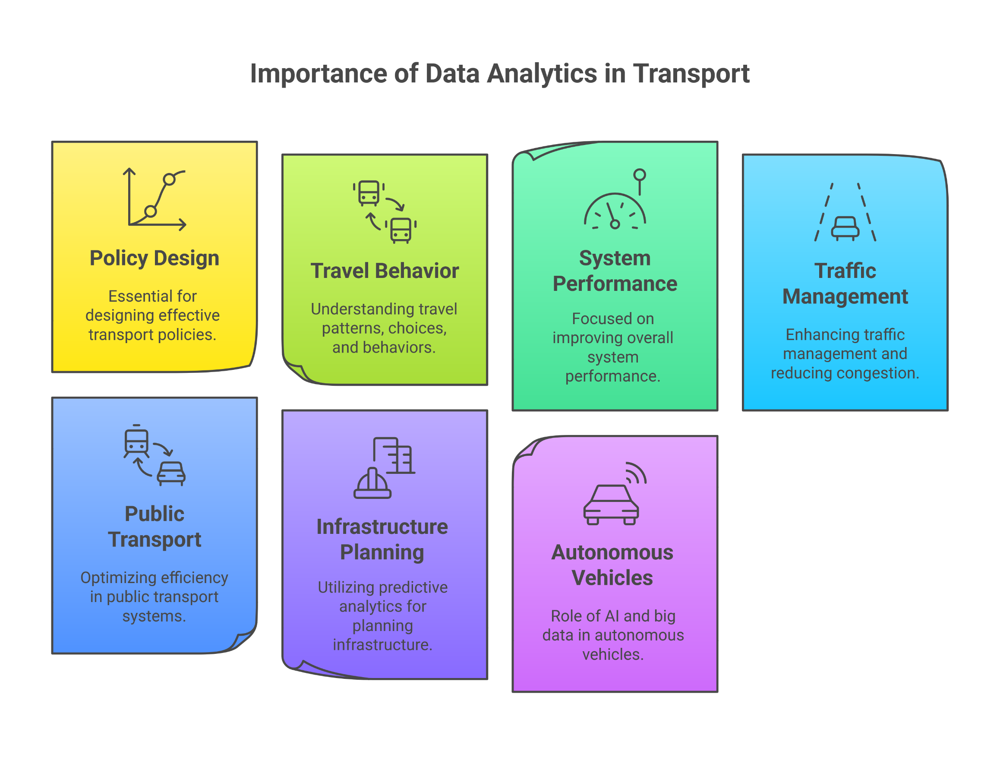 Importance of Data Analytics in Transport
Policy Design
Essential for
designing effective
transport policies.
Travel Behavior
Understanding travel
patterns, choices,
and behaviors.
System
Performance
Focused on
improving overall
system
performance.
Traffic
Management
Enhancing traffic
management and
reducing congestion.
Public
Transport
Optimizing efficiency
in public transport
systems.
Infrastructure
Planning
Utilizing predictive
analytics for
planning
infrastructure.
Autonomous
Vehicles
Role of AI and big
data in autonomous
vehicles.